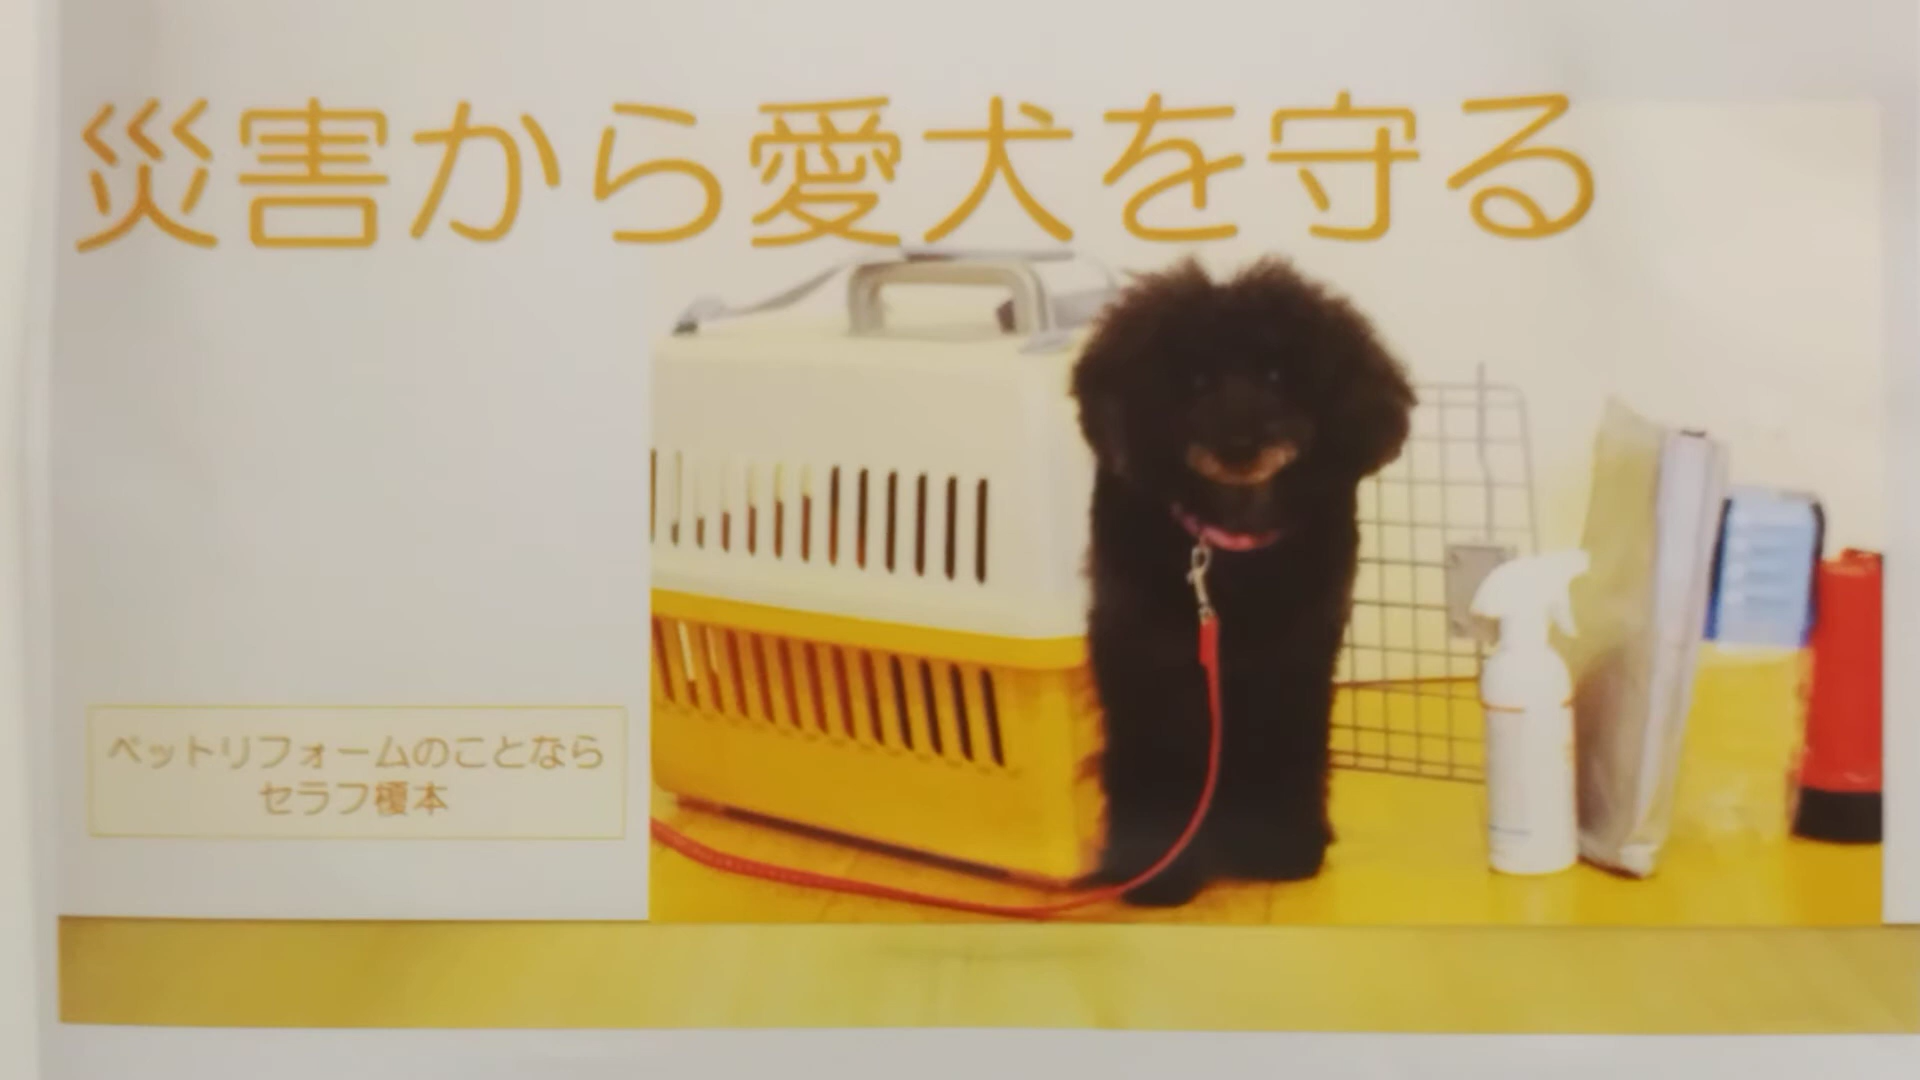 災害から愛犬を守る
ペットリフォームのことなら
セラフ榎本